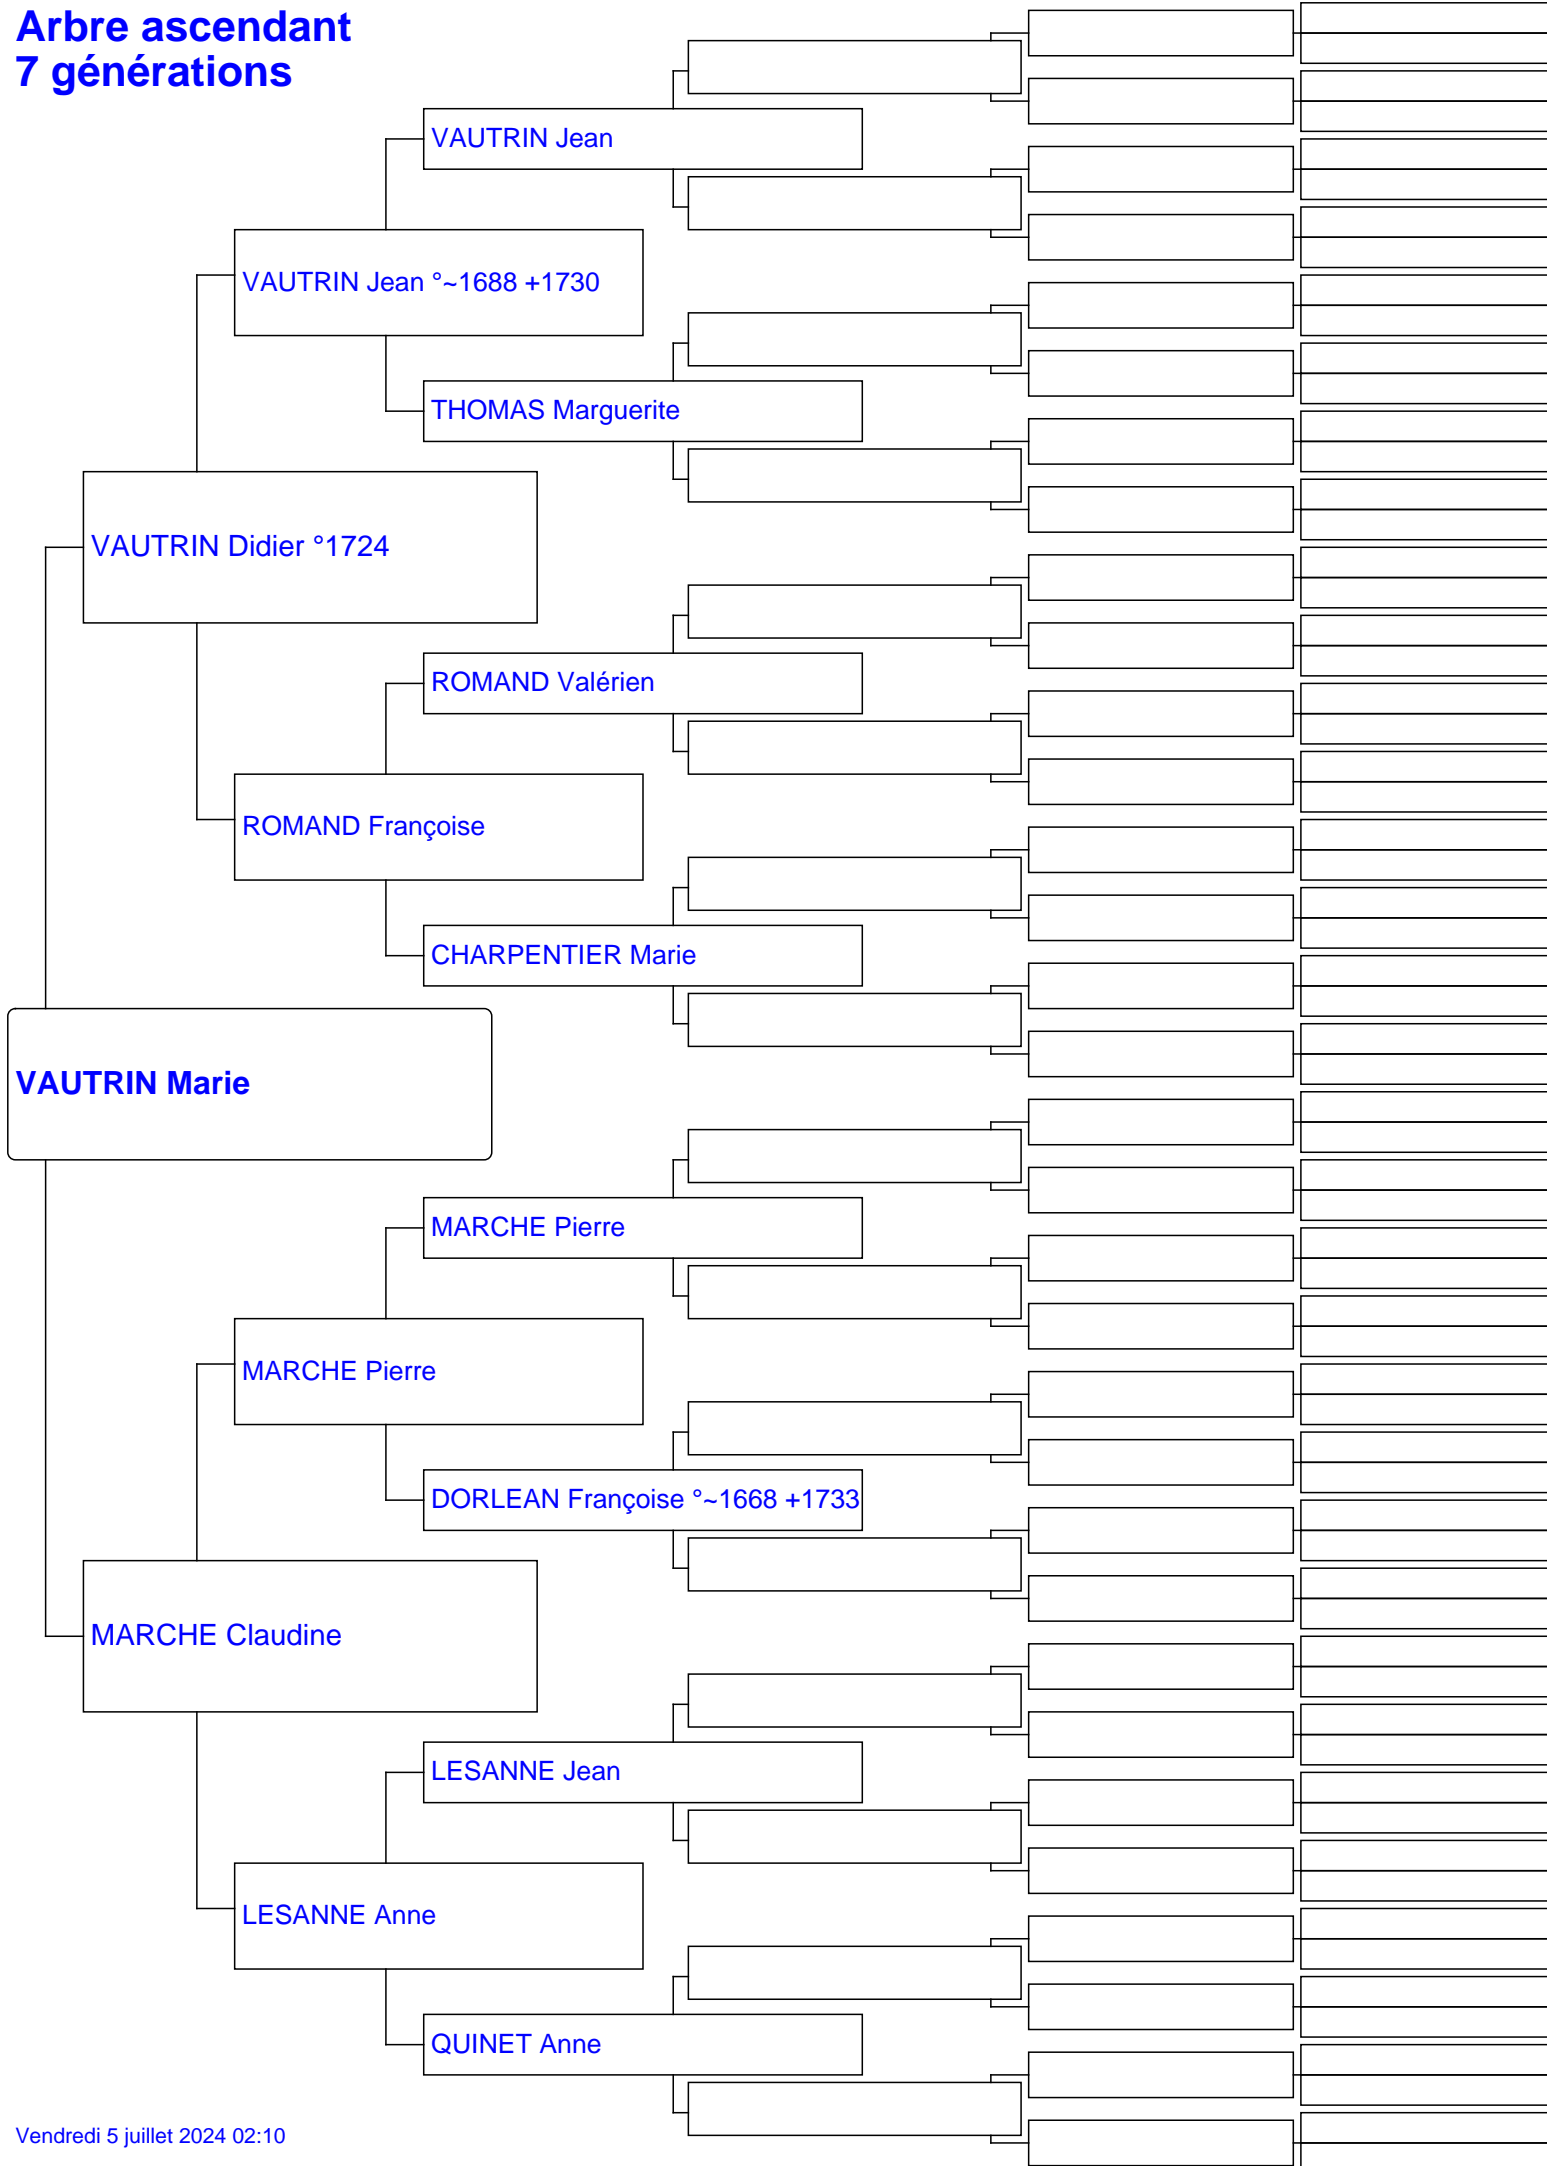 Arbre ascendant
7 générations
VAUTRIN Jean
VAUTRIN Jean °~1688 +1730
THOMAS Marguerite
VAUTRIN Didier °1724
ROMAND Valérien
ROMAND Françoise
CHARPENTIER Marie
VAUTRIN Marie
MARCHE Pierre
MARCHE Pierre
DORLEAN Françoise °~1668 +1733
MARCHE Claudine
LESANNE Jean
LESANNE Anne
QUINET Anne
Vendredi 5 juillet 2024 02:10